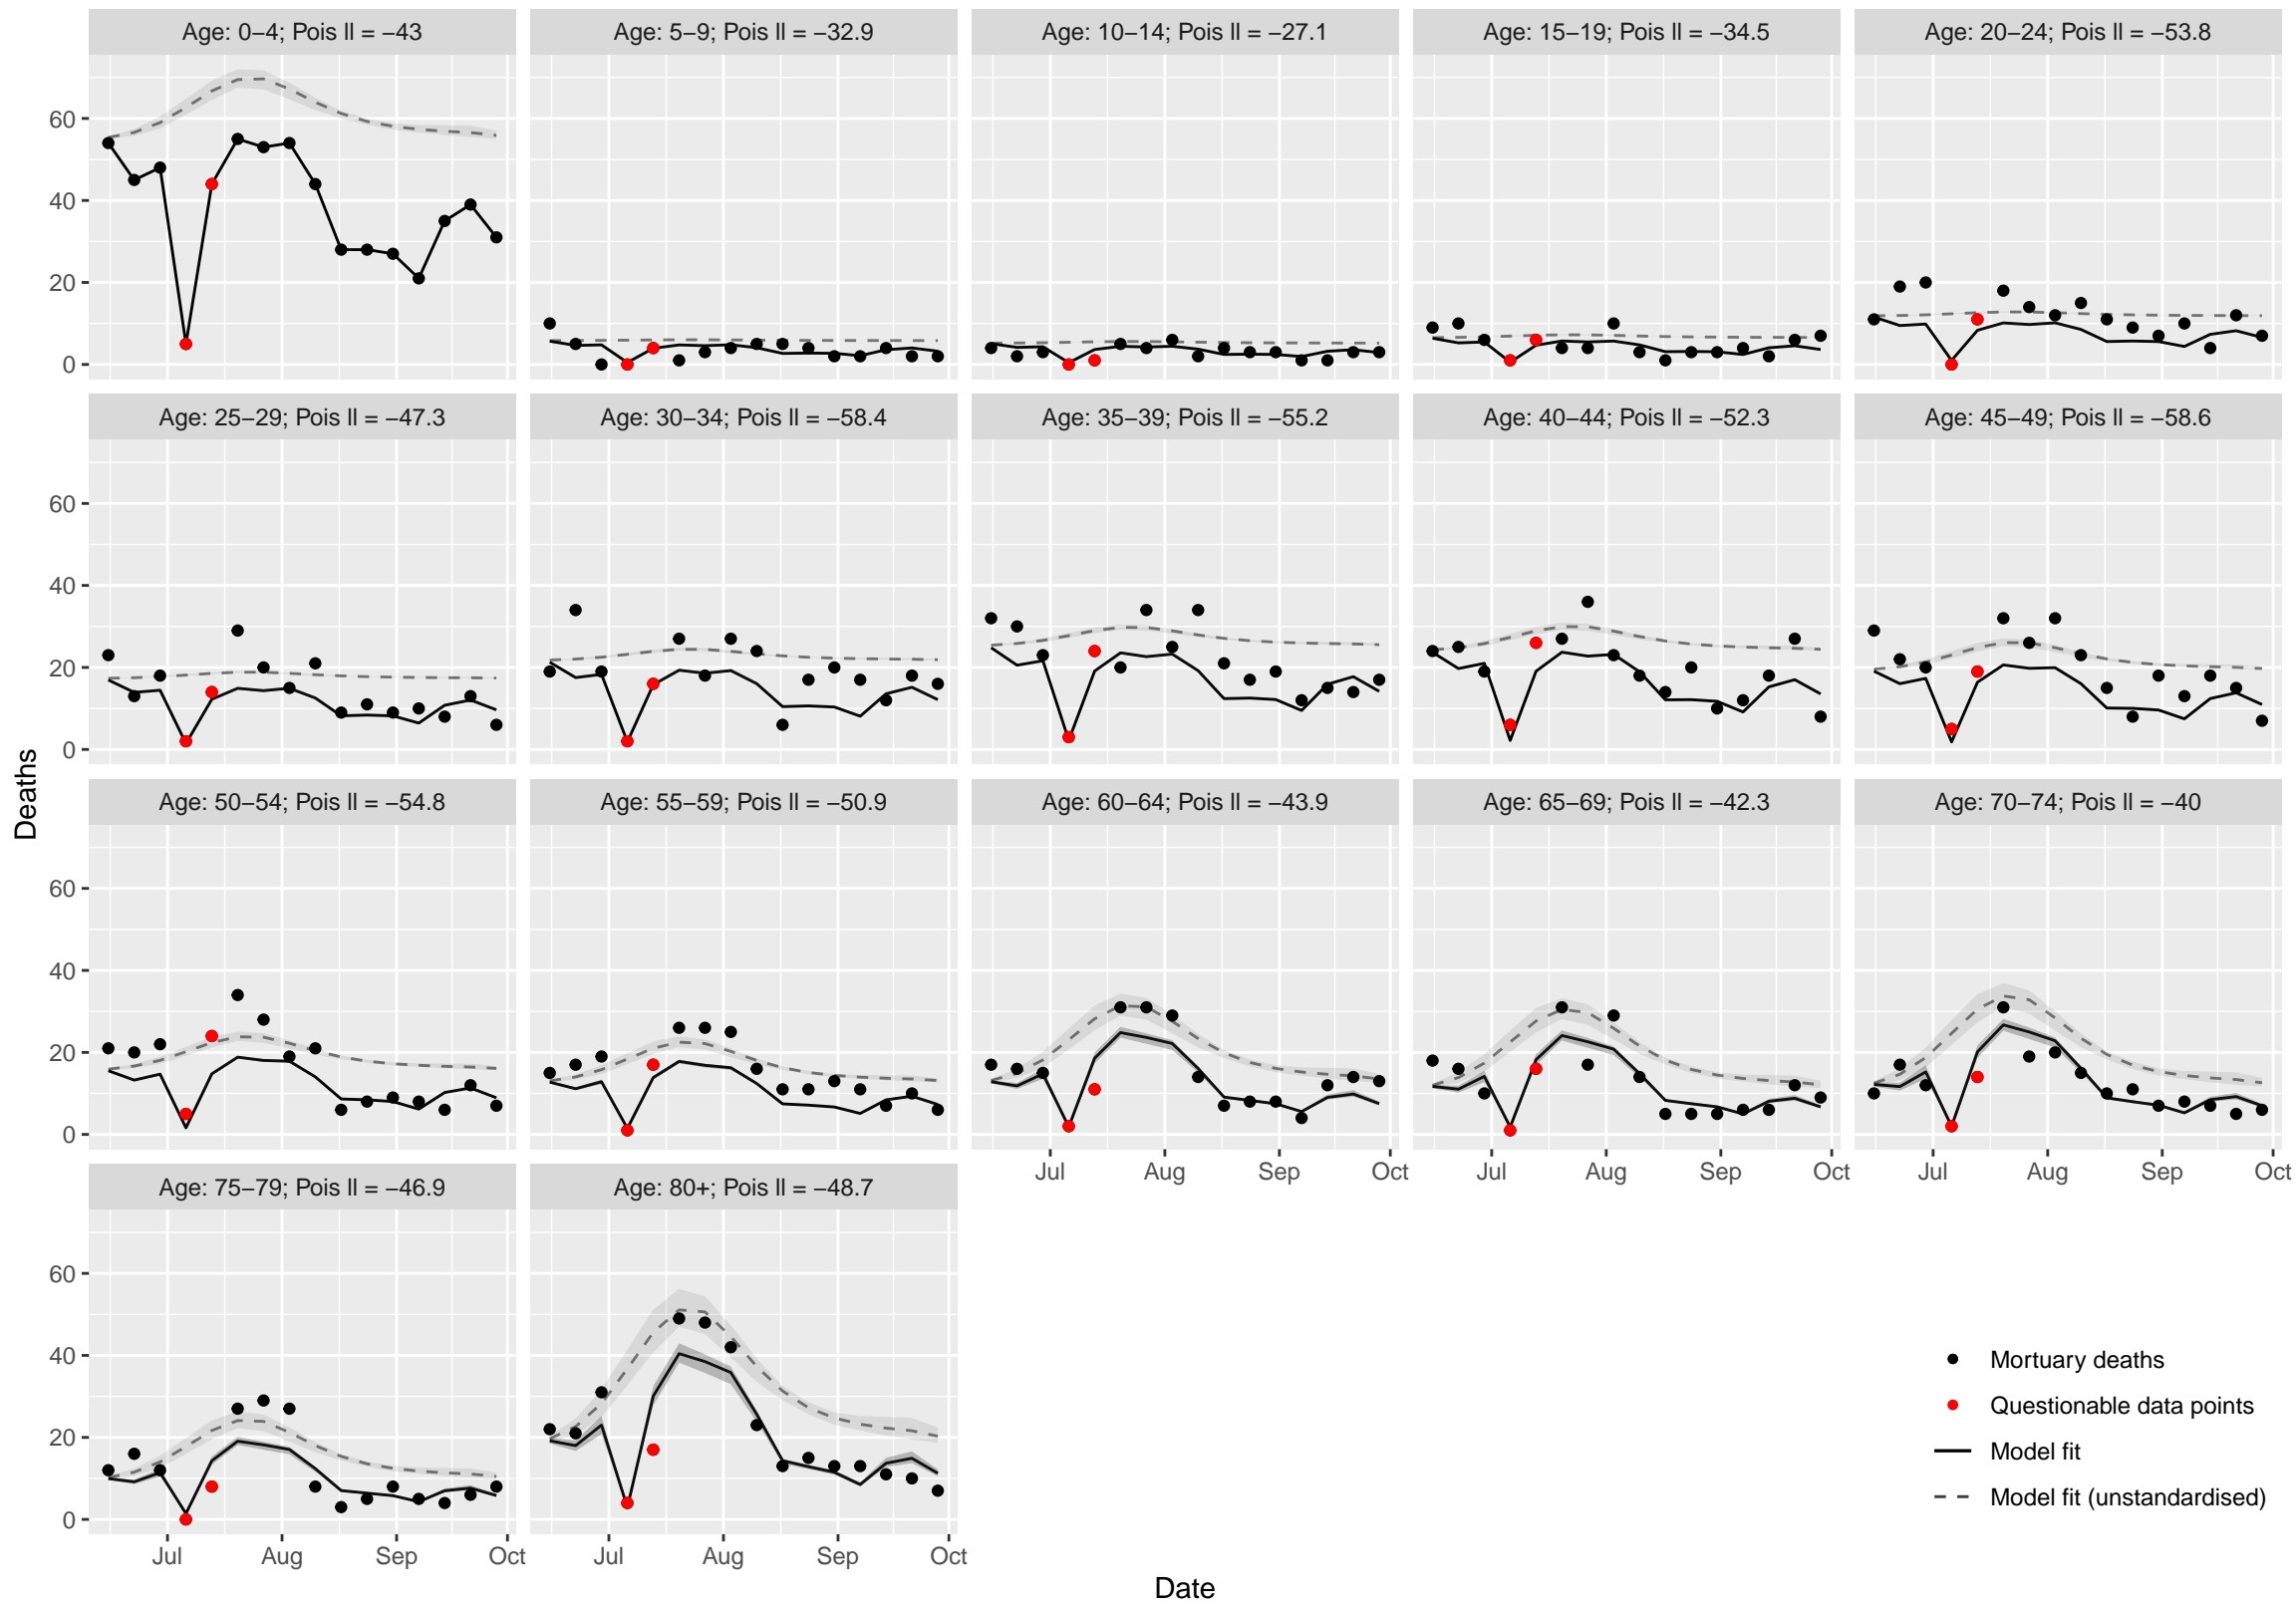 Age: 0−4; Pois ll = −43
Age: 5−9; Pois ll = −32.9
Age: 10−14; Pois ll = −27.1
Age: 15−19; Pois ll = −34.5
Age: 20−24; Pois ll = −53.8
60
40
20
0
Age: 25−29; Pois ll = −47.3
Age: 30−34; Pois ll = −58.4
Age: 35−39; Pois ll = −55.2
Age: 40−44; Pois ll = −52.3
Age: 45−49; Pois ll = −58.6
60
40
20
0
Deaths
Age: 50−54; Pois ll = −54.8
Age: 55−59; Pois ll = −50.9
Age: 60−64; Pois ll = −43.9
Age: 65−69; Pois ll = −42.3
Age: 70−74; Pois ll = −40
60
40
20
0
Jul Aug Sep Oct
Jul Aug Sep Oct
Jul Aug Sep Oct
Age: 75−79; Pois ll = −46.9
Age: 80+; Pois ll = −48.7
60
40
20
0
Jul Aug Sep Oct
Jul Aug Sep Oct
Mortuary deaths
Questionable data points
Model fit
Model fit (unstandardised)
Date